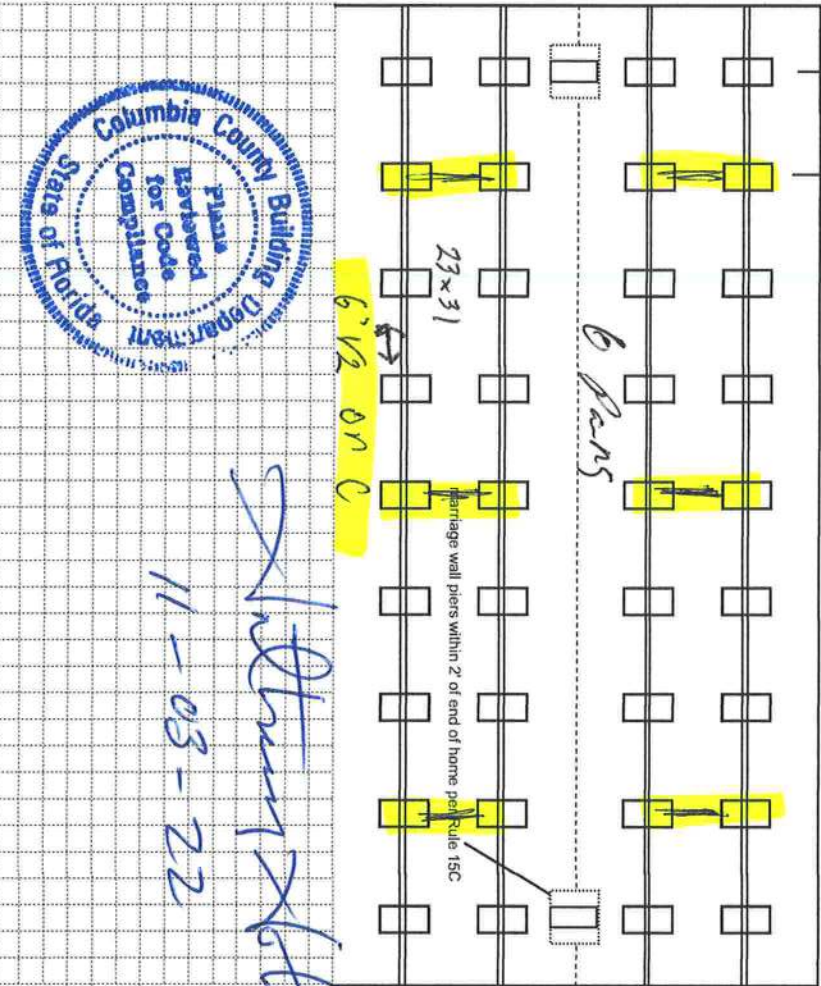 23x31
6 Pans
6" 1/2 on C
marriage wall piers within 2' of end of home per Rule 15C
Columbia County Building Department
Plans
Reviewed
for Code
Compliance
State of Florida
11-03-22